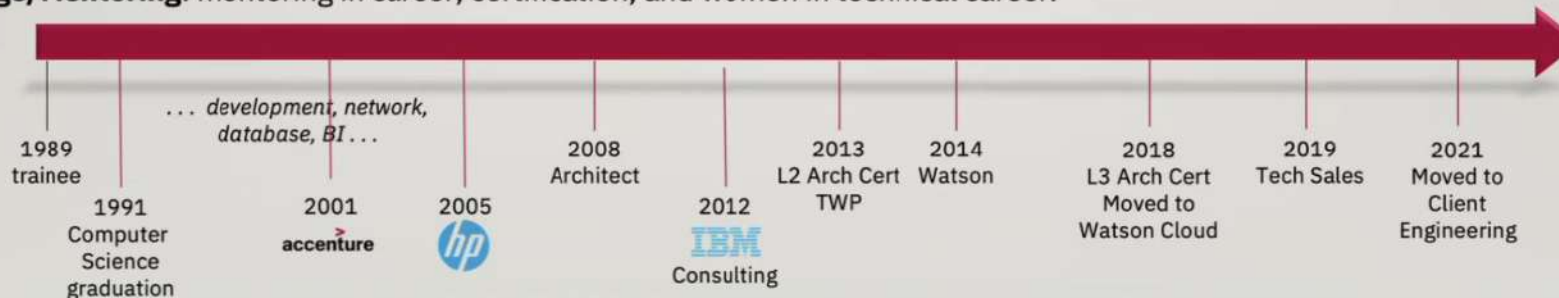 mentoring in career, certification, and women in technical career.
... development, network,
database, BI ...
1989
trainee
1991
Computer
Science
graduation
2001
accenture
2005
hp
2008
Architect
2012
IBM
Consulting
2013
L2 Arch Cert
TWP
2014
Watson
2018
L3 Arch Cert
Moved to
Watson Cloud
2019
Tech Sales
2021
Moved to
Client
Engineering